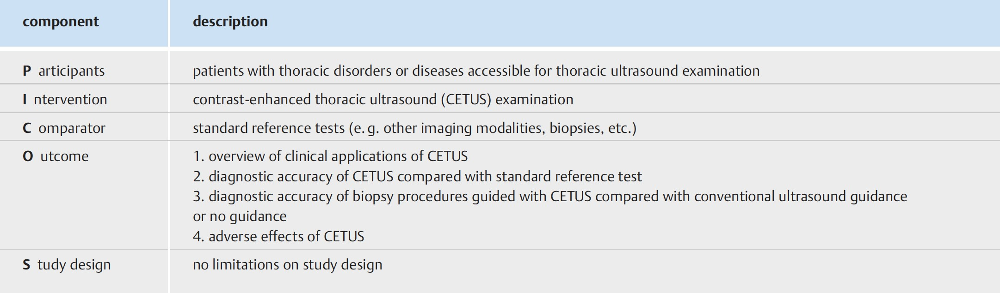 component description
P articipants patients with thoracic disorders or diseases accessible for thoracic ultrasound examination
I ntervention contrast-enhanced thoracic ultrasound (CETUS) examination
C omparator standard reference tests (e. g. other imaging modalities, biopsies, etc.)
O utcome 1. overview of clinical applications of CETUS
2. diagnostic accuracy of CETUS compared with standard reference test
3. diagnostic accuracy of biopsy procedures guided with CETUS compared with conventional ultrasound guidance
or no guidance
4. adverse effects of CETUS
S tudy design no limitations on study design